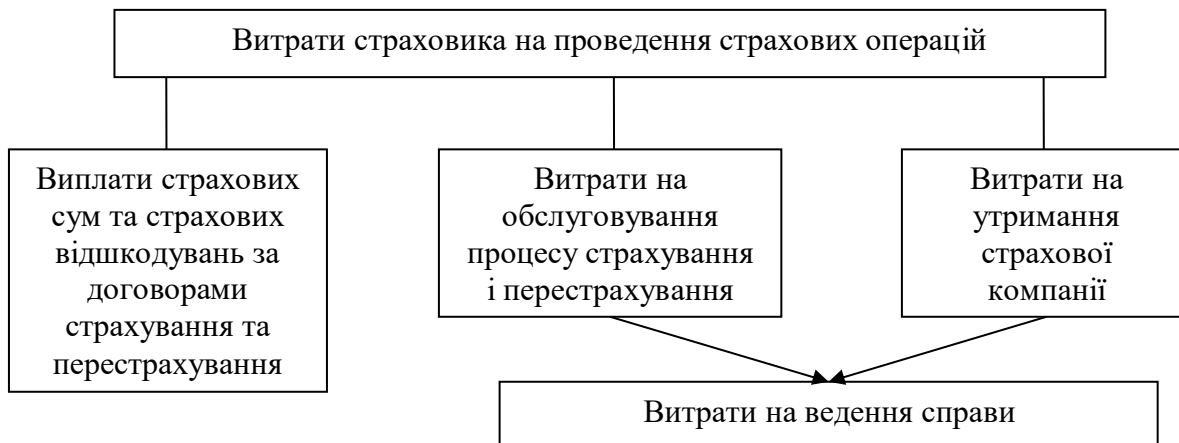 Витрати страховика на проведення страхових операцій
Виплати страхових
сум та страхових
відшкодувань за
договорами
страхування та
перестрахування
Витрати на
обслуговування
процесу страхування
і перестрахування
Витрати на
утримання
страхової
компанії
Витрати на ведення справи